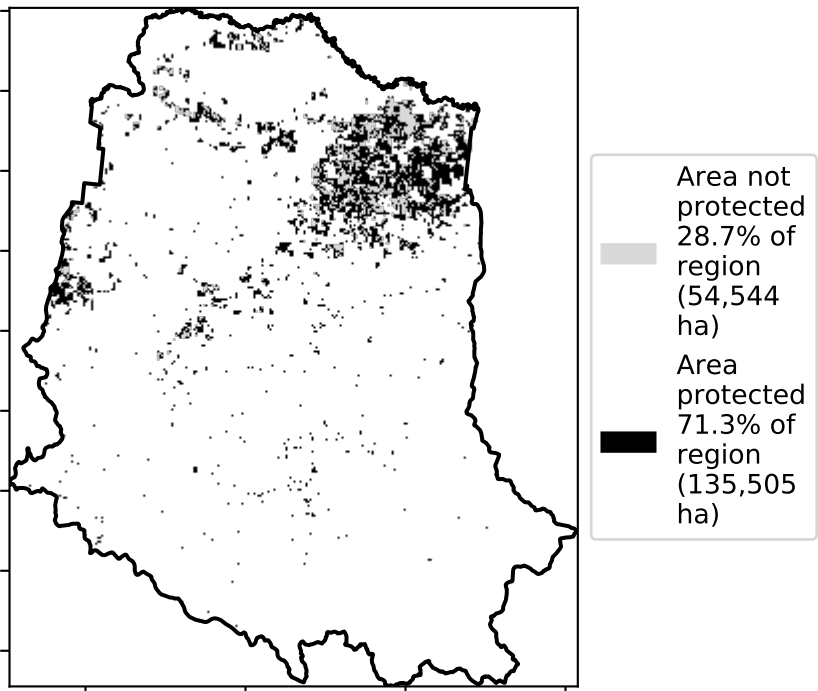 Area not
protected
28.7% of
region
(54,544
ha)
Area
protected
71.3% of
region
(135,505
ha)